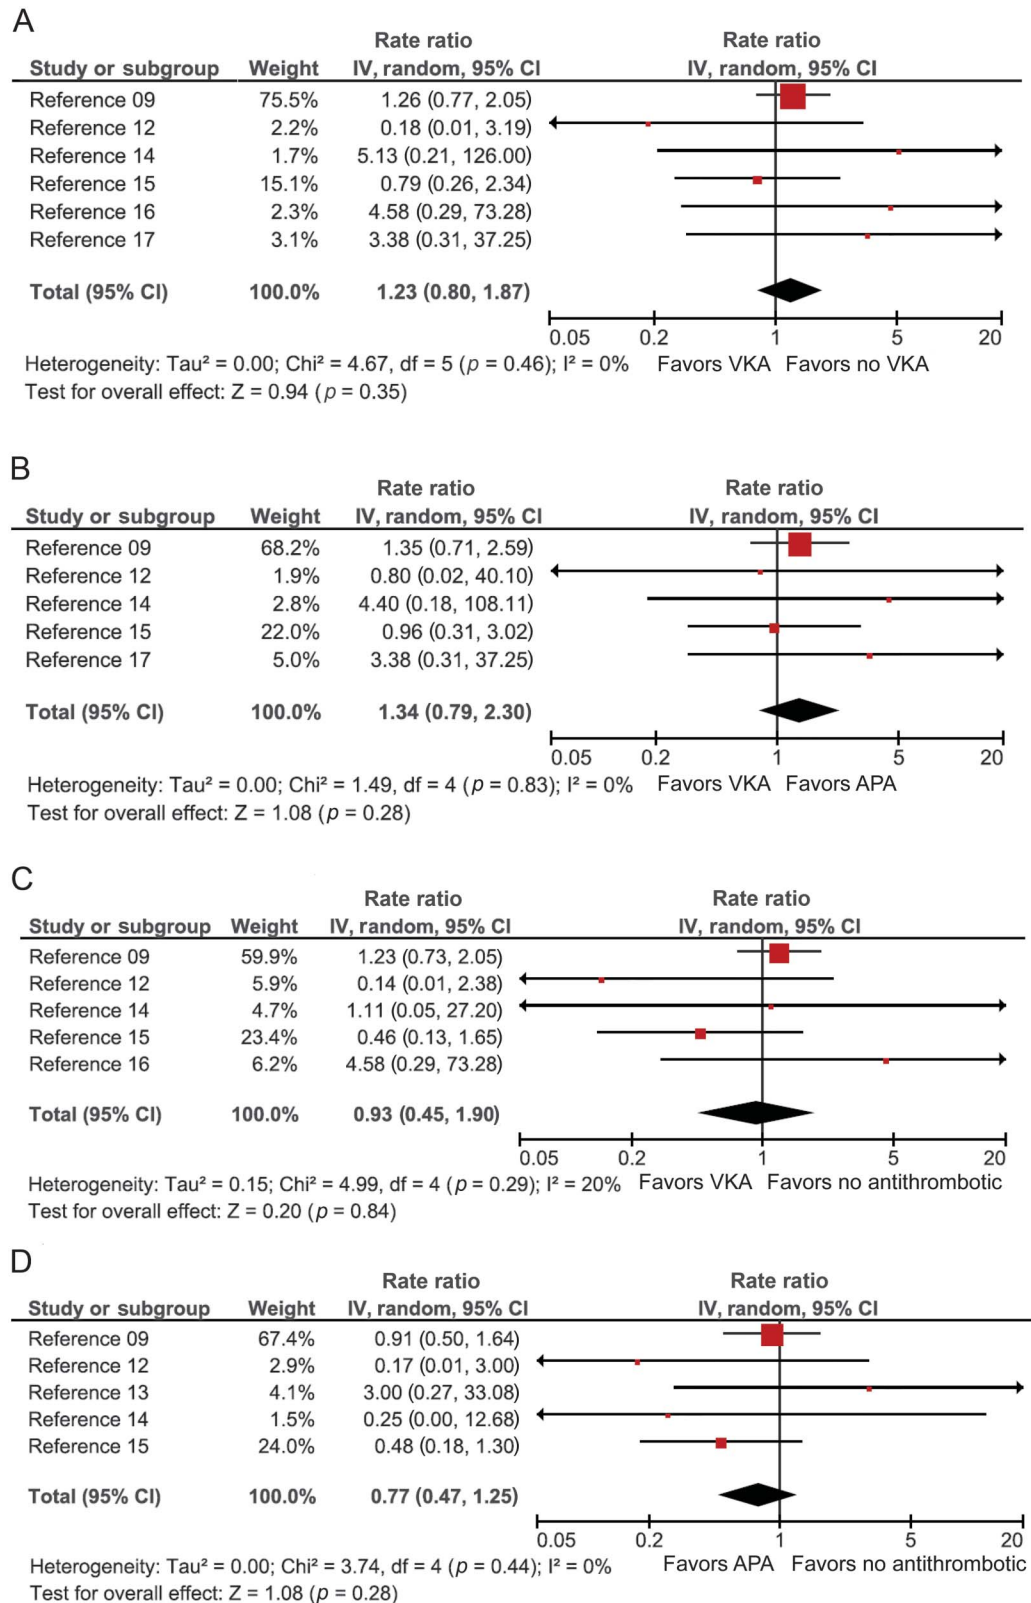 A
Rate ratio Rate ratio
Study or subgroup Weight IV, random, 95% CI IV, random, 95% CI
Reference 09 75.5% 1.26 (0.77, 2.05)
Reference 12 2.2% 0.18 (0.01, 3.19)
Reference 14 1.7% 5.13 (0.21, 126.00)
Reference 15 15.1% 0.79 (0.26, 2.34)
Reference 16 2.3% 4.58 (0.29, 73.28)
Reference 17 3.1% 3.38 (0.31, 37.25)
Total (95% CI) 100.0% 1.23 (0.80, 1.87)
0.05 0.2 1 5 20
Heterogeneity: Tau² = 0.00; Chi² = 4.67, df = 5 (p = 0.46); I² = 0% Favors VKA Favors no VKA
Test for overall effect: Z = 0.94 (p = 0.35)
B
Rate ratio Rate ratio
Study or subgroup Weight IV, random, 95% CI IV, random, 95% CI
Reference 09 68.2% 1.35 (0.71, 2.59)
Reference 12 1.9% 0.80 (0.02, 40.10)
Reference 14 2.8% 4.40 (0.18, 108.11)
Reference 15 22.0% 0.96 (0.31, 3.02)
Reference 17 5.0% 3.38 (0.31, 37.25)
Total (95% CI) 100.0% 1.34 (0.79, 2.30)
0.05 0.2 1 5 20
Heterogeneity: Tau² = 0.00; Chi² = 1.49, df = 4 (p = 0.83); I² = 0% Favors VKA Favors APA
Test for overall effect: Z = 1.08 (p = 0.28)
C
Rate ratio Rate ratio
Study or subgroup Weight IV, random, 95% CI IV, random, 95% CI
Reference 09 59.9% 1.23 (0.73, 2.05)
Reference 12 5.9% 0.14 (0.01, 2.38)
Reference 14 4.7% 1.11 (0.05, 27.20)
Reference 15 23.4% 0.46 (0.13, 1.65)
Reference 16 6.2% 4.58 (0.29, 73.28)
Total (95% CI) 100.0% 0.93 (0.45, 1.90)
0.05 0.2 1 5 20
Heterogeneity: Tau² = 0.15; Chi² = 4.99, df = 4 (p = 0.29); I² = 20% Favors VKA Favors no antithrombotic
Test for overall effect: Z = 0.20 (p = 0.84)
D
Rate ratio Rate ratio
Study or subgroup Weight IV, random, 95% CI IV, random, 95% CI
Reference 09 67.4% 0.91 (0.50, 1.64)
Reference 12 2.9% 0.17 (0.01, 3.00)
Reference 13 4.1% 3.00 (0.27, 33.08)
Reference 14 1.5% 0.25 (0.00, 12.68)
Reference 15 24.0% 0.48 (0.18, 1.30)
Total (95% CI) 100.0% 0.77 (0.47, 1.25)
0.05 0.2 1 5 20
Heterogeneity: Tau² = 0.00; Chi² = 3.74, df = 4 (p = 0.44); I² = 0% Favors APA Favors no antithrombotic
Test for overall effect: Z = 1.08 (p = 0.28)